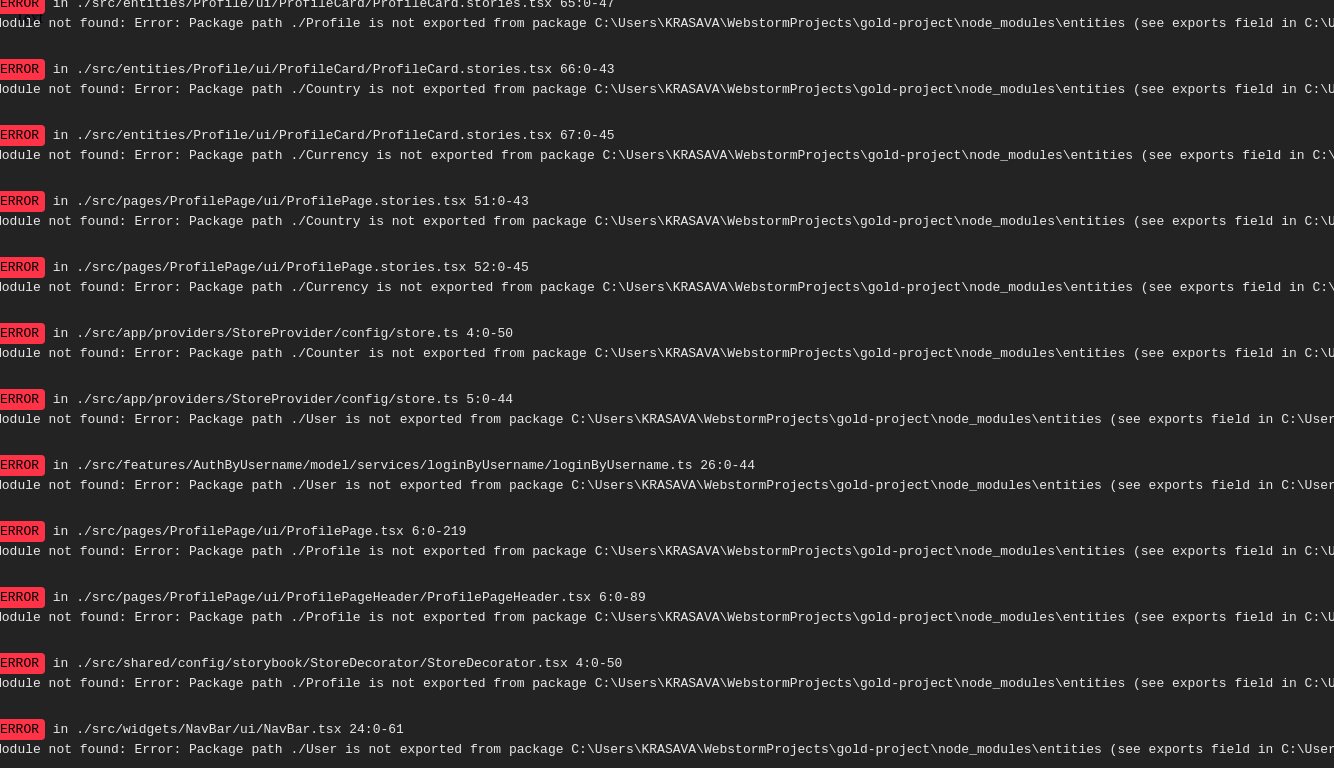 ERROR in ./src/entities/Profile/ui/ProfileCard/ProfileCard.stories.tsx 65:0-47
Module not found: Error: Package path ./Profile is not exported from package C:\Users\KRASAVA\WebstormProjects\gold-project\node_modules\entities (see exports field in C:\U
ERROR in ./src/entities/Profile/ui/ProfileCard/ProfileCard.stories.tsx 66:0-43
Module not found: Error: Package path ./Country is not exported from package C:\Users\KRASAVA\WebstormProjects\gold-project\node_modules\entities (see exports field in C:\U
ERROR in ./src/entities/Profile/ui/ProfileCard/ProfileCard.stories.tsx 67:0-45
Module not found: Error: Package path ./Currency is not exported from package C:\Users\KRASAVA\WebstormProjects\gold-project\node_modules\entities (see exports field in C:\
ERROR in ./src/pages/ProfilePage/ui/ProfilePage.stories.tsx 51:0-43
Module not found: Error: Package path ./Country is not exported from package C:\Users\KRASAVA\WebstormProjects\gold-project\node_modules\entities (see exports field in C:\U
ERROR in ./src/pages/ProfilePage/ui/ProfilePage.stories.tsx 52:0-45
Module not found: Error: Package path ./Currency is not exported from package C:\Users\KRASAVA\WebstormProjects\gold-project\node_modules\entities (see exports field in C:\
ERROR in ./src/app/providers/StoreProvider/config/store.ts 4:0-50
Module not found: Error: Package path ./Counter is not exported from package C:\Users\KRASAVA\WebstormProjects\gold-project\node_modules\entities (see exports field in C:\U
ERROR in ./src/app/providers/StoreProvider/config/store.ts 5:0-44
Module not found: Error: Package path ./User is not exported from package C:\Users\KRASAVA\WebstormProjects\gold-project\node_modules\entities (see exports field in C:\User
ERROR in ./src/features/AuthByUsername/model/services/loginByUsername/loginByUsername.ts 26:0-44
Module not found: Error: Package path ./User is not exported from package C:\Users\KRASAVA\WebstormProjects\gold-project\node_modules\entities (see exports field in C:\User
ERROR in ./src/pages/ProfilePage/ui/ProfilePage.tsx 6:0-219
Module not found: Error: Package path ./Profile is not exported from package C:\Users\KRASAVA\WebstormProjects\gold-project\node_modules\entities (see exports field in C:\U
ERROR in ./src/pages/ProfilePage/ui/ProfilePageHeader/ProfilePageHeader.tsx 6:0-89
Module not found: Error: Package path ./Profile is not exported from package C:\Users\KRASAVA\WebstormProjects\gold-project\node_modules\entities (see exports field in C:\U
ERROR in ./src/shared/config/storybook/StoreDecorator/StoreDecorator.tsx 4:0-50
Module not found: Error: Package path ./Profile is not exported from package C:\Users\KRASAVA\WebstormProjects\gold-project\node_modules\entities (see exports field in C:\U
ERROR in ./src/widgets/NavBar/ui/NavBar.tsx 24:0-61
Module not found: Error: Package path ./User is not exported from package C:\Users\KRASAVA\WebstormProjects\gold-project\node_modules\entities (see exports field in C:\User